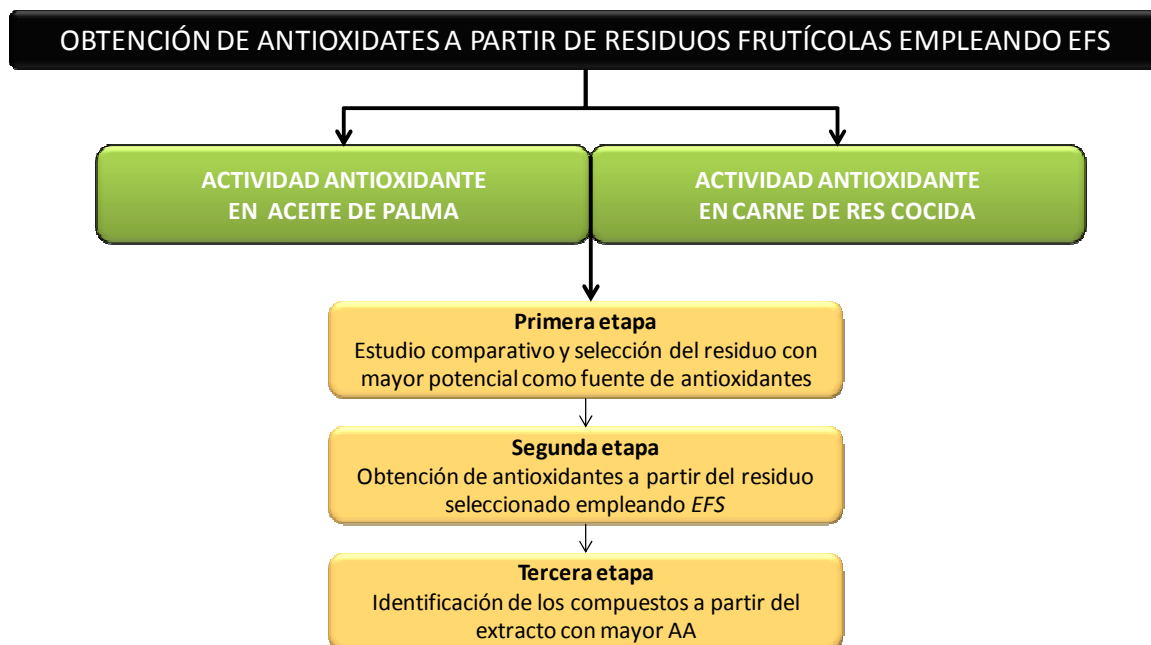 OBTENCIÓN DE ANTIOXIDATES A PARTIR DE RESIDUOS FRUTÍCOLAS EMPLEANDO EFS
ACTIVIDAD ANTIOXIDANTE
EN ACEITE DE PALMA
ACTIVIDAD ANTIOXIDANTE
EN CARNE DE RES COCIDA
Primera etapa
Estudio comparativo y selección del residuo con
mayor potencial como fuente de antioxidantes
Segunda etapa
Obtención de antioxidantes a partir del residuo
seleccionado empleando EFS
Tercera etapa
Identificación de los compuestos a partir del
extracto con mayor AA